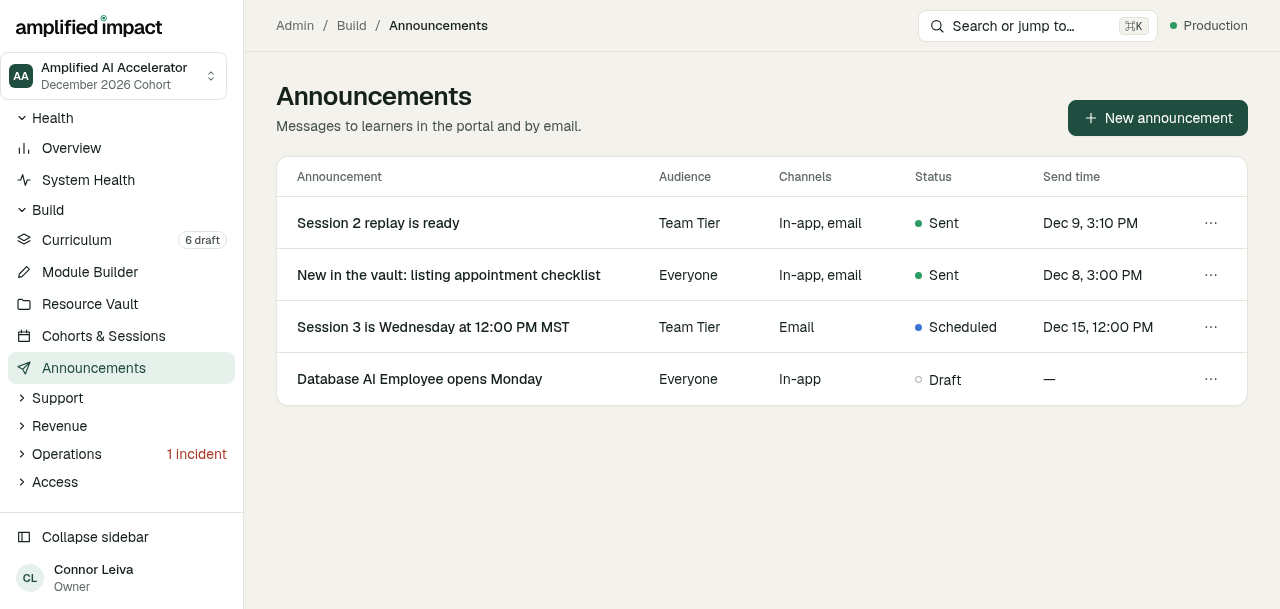 amplified impact
Admin / Build / Announcements
Search or jump to… ⌘K
Production
AA
Amplified AI Accelerator
December 2026 Cohort
Health
Overview
System Health
Build
Curriculum 6 draft
Module Builder
Resource Vault
Cohorts & Sessions
Announcements
Support
Revenue
Operations 1 incident
Access
Collapse sidebar
CL
Connor Leiva
Owner
Announcements
Messages to learners in the portal and by email.
+ New announcement
Announcement Audience Channels Status Send time
Session 2 replay is ready Team Tier In-app, email Sent Dec 9, 3:10 PM ···
New in the vault: listing appointment checklist Everyone In-app, email Sent Dec 8, 3:00 PM ···
Session 3 is Wednesday at 12:00 PM MST Team Tier Email Scheduled Dec 15, 12:00 PM ···
Database AI Employee opens Monday Everyone In-app Draft — ···